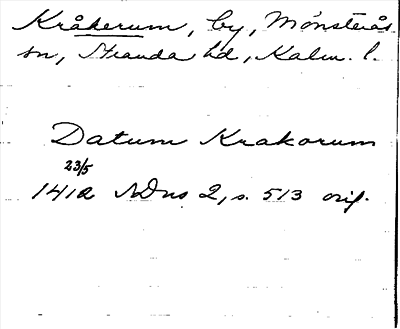 Kråkerum, by, Mönsterås
sn, Stranda hd, Kalm. l.
Datum Krakorum
23/5
1412 SDns 2, s. 513 orig.